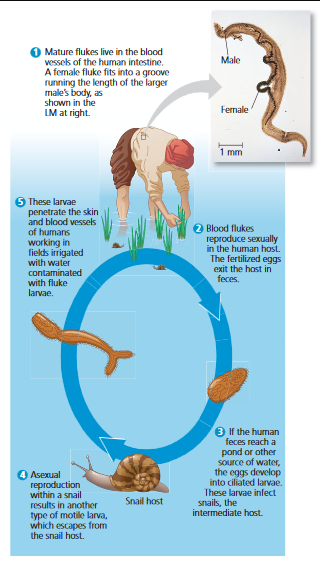 1 Mature flukes live in the blood
vessels of the human intestine.
A female fluke fits into a groove
running the length of the larger
male's body, as
shown in the
LM at right.
Male
Female
1 mm
5 These larvae
penetrate the skin
and blood vessels
of humans
working in
fields irrigated
with water
contaminated
with fluke
larvae.
2 Blood flukes
reproduce sexually
in the human host.
The fertilized eggs
exit the host in
feces.
3 If the human
feces reach a
pond or other
source of water,
the eggs develop
into ciliated larvae.
These larvae infect
snails, the
intermediate host.
4 Asexual
reproduction
within a snail
results in another
type of motile larva,
which escapes from
the snail host.
Snail host